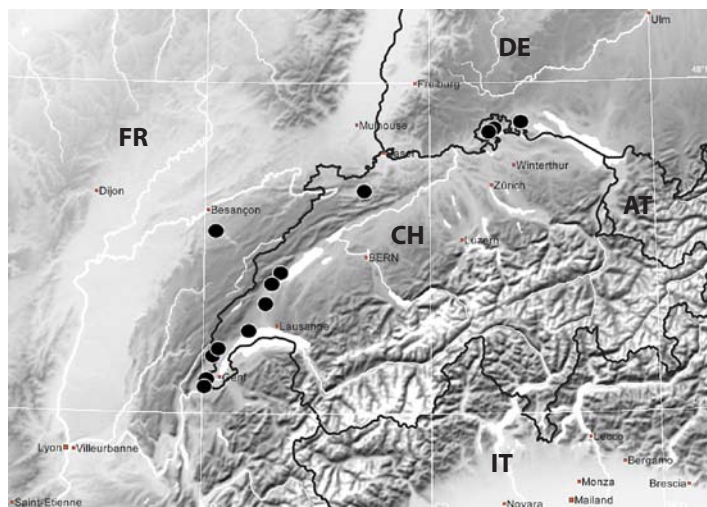 Ulm
DE
48°
Freiburg
FR
Mulhouse
Basel
Winterthur
Dijon
Zürich
Besançon
AT
CH
Luzern
BERN
Lausanne
Genf
Lecco
Lyon
Villeurbanne
IT
Bergamo
Monza
Brescia
Mailand
Saint-Etienne
Novara